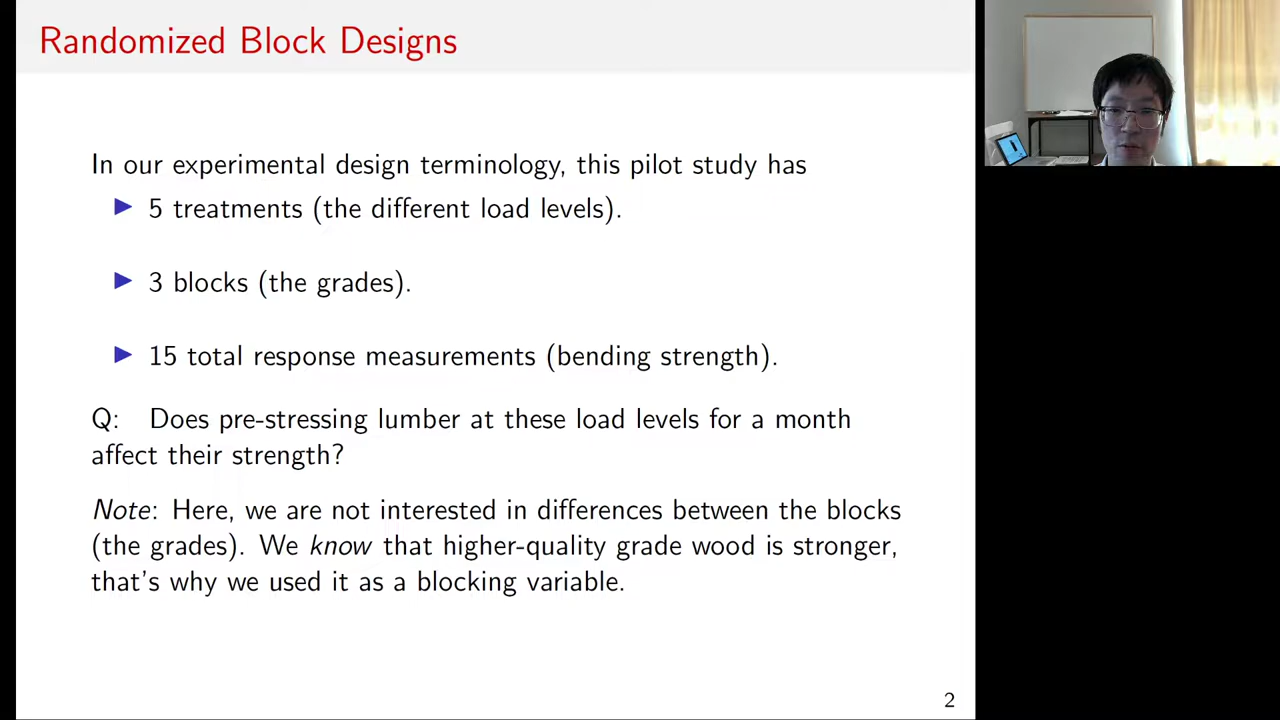 Randomized Block Designs
In our experimental design terminology, this pilot study has
▶ 5 treatments (the different load levels).
▶ 3 blocks (the grades).
▶ 15 total response measurements (bending strength).
Q: Does pre-stressing lumber at these load levels for a month
affect their strength?
Note: Here, we are not interested in differences between the blocks
(the grades). We know that higher-quality grade wood is stronger,
that's why we used it as a blocking variable.
2